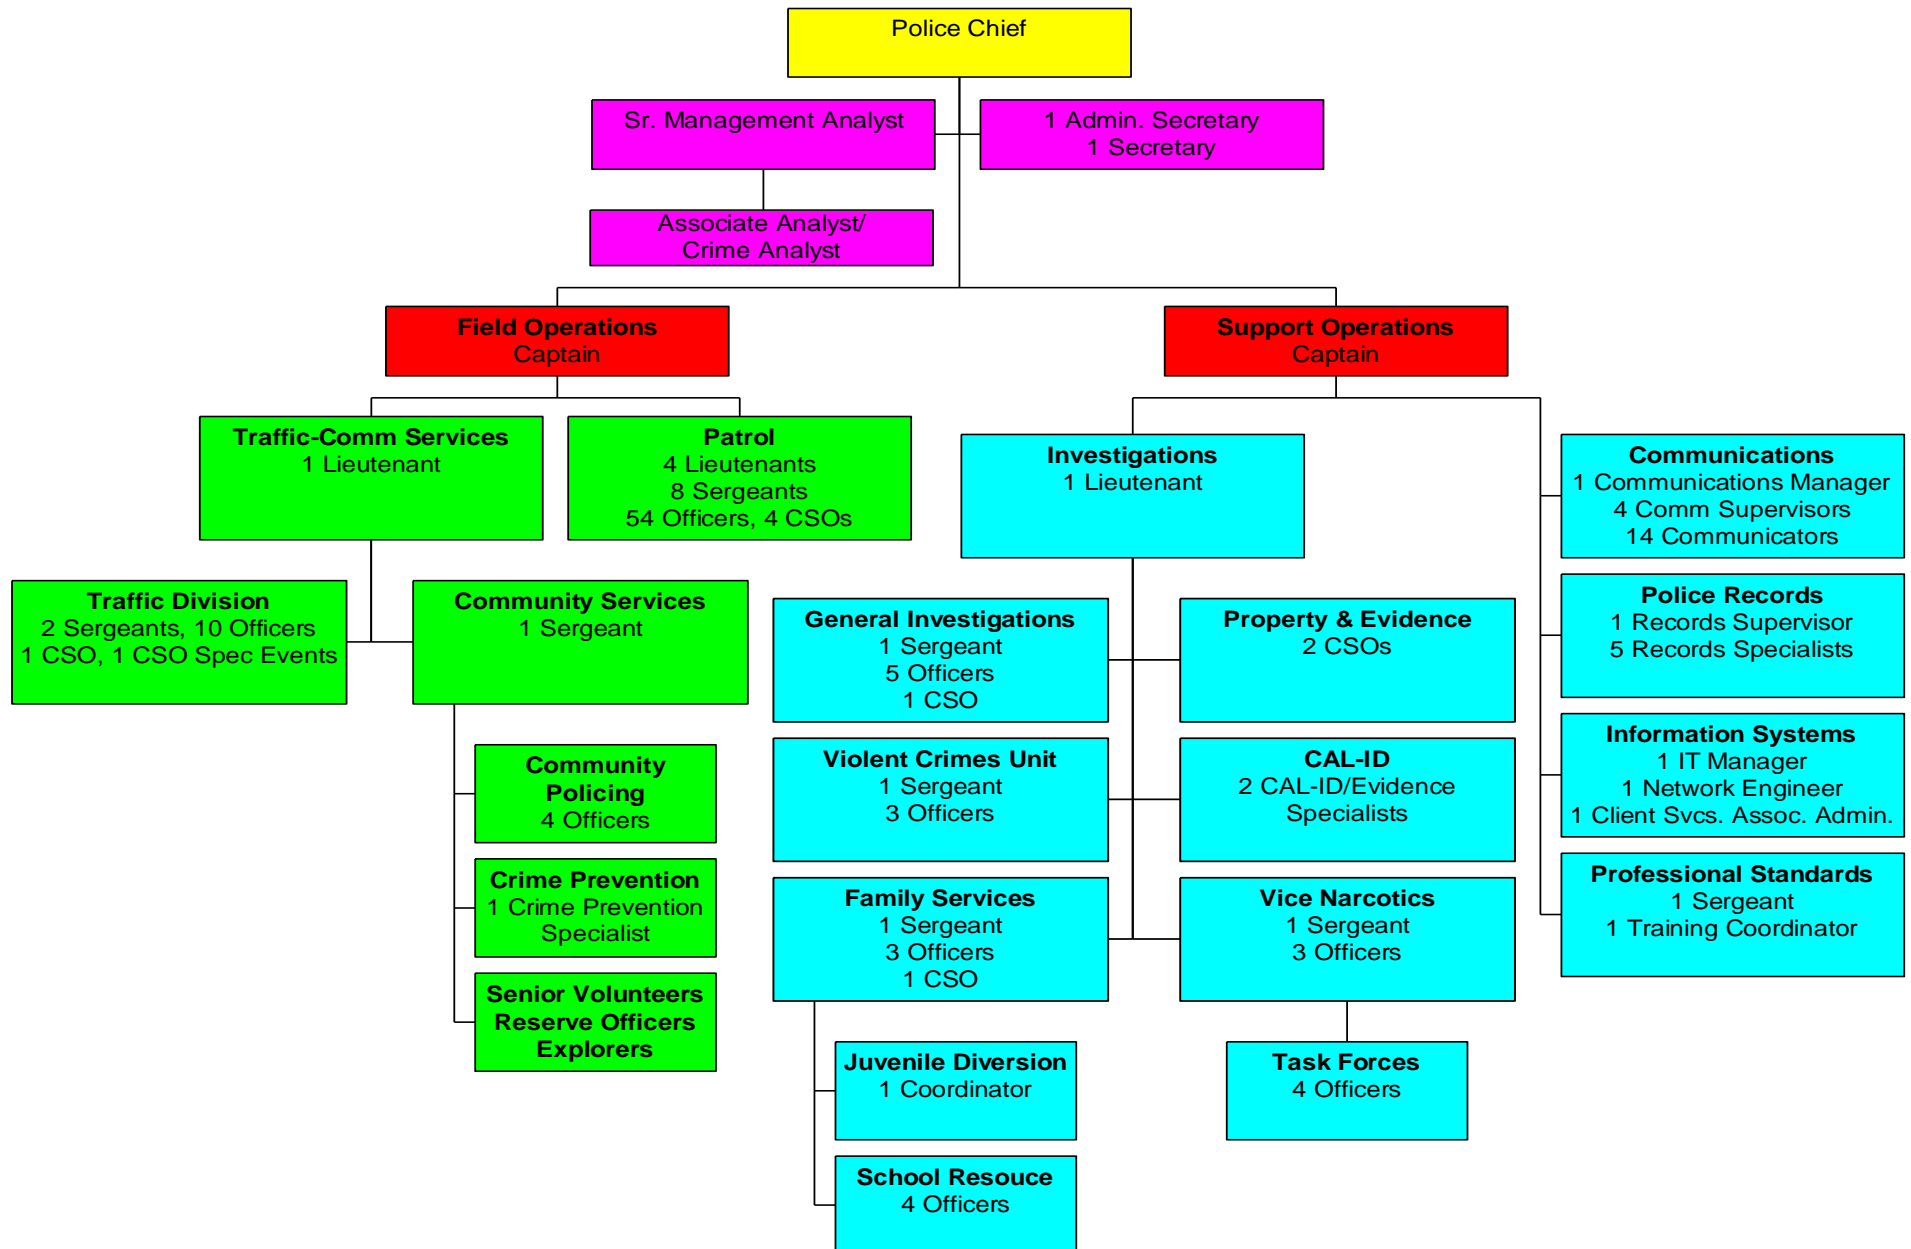 Police Chief
Sr. Management Analyst
1 Admin. Secretary
1 Secretary
Associate Analyst/
Crime Analyst
Field Operations
Captain
Support Operations
Captain
Traffic-Comm Services
1 Lieutenant
Patrol
4 Lieutenants
8 Sergeants
54 Officers, 4 CSOs
Investigations
1 Lieutenant
Communications
1 Communications Manager
4 Comm Supervisors
14 Communicators
Traffic Division
2 Sergeants, 10 Officers
1 CSO, 1 CSO Spec Events
Community Services
1 Sergeant
General Investigations
1 Sergeant
5 Officers
1 CSO
Property & Evidence
2 CSOs
Police Records
1 Records Supervisor
5 Records Specialists
Community
Policing
4 Officers
Violent Crimes Unit
1 Sergeant
3 Officers
CAL-ID
2 CAL-ID/Evidence
Specialists
Information Systems
1 IT Manager
1 Network Engineer
1 Client Svcs. Assoc. Admin.
Crime Prevention
1 Crime Prevention
Specialist
Family Services
1 Sergeant
3 Officers
1 CSO
Vice Narcotics
1 Sergeant
3 Officers
Professional Standards
1 Sergeant
1 Training Coordinator
Senior Volunteers
Reserve Officers
Explorers
Juvenile Diversion
1 Coordinator
Task Forces
4 Officers
School Resouce
4 Officers